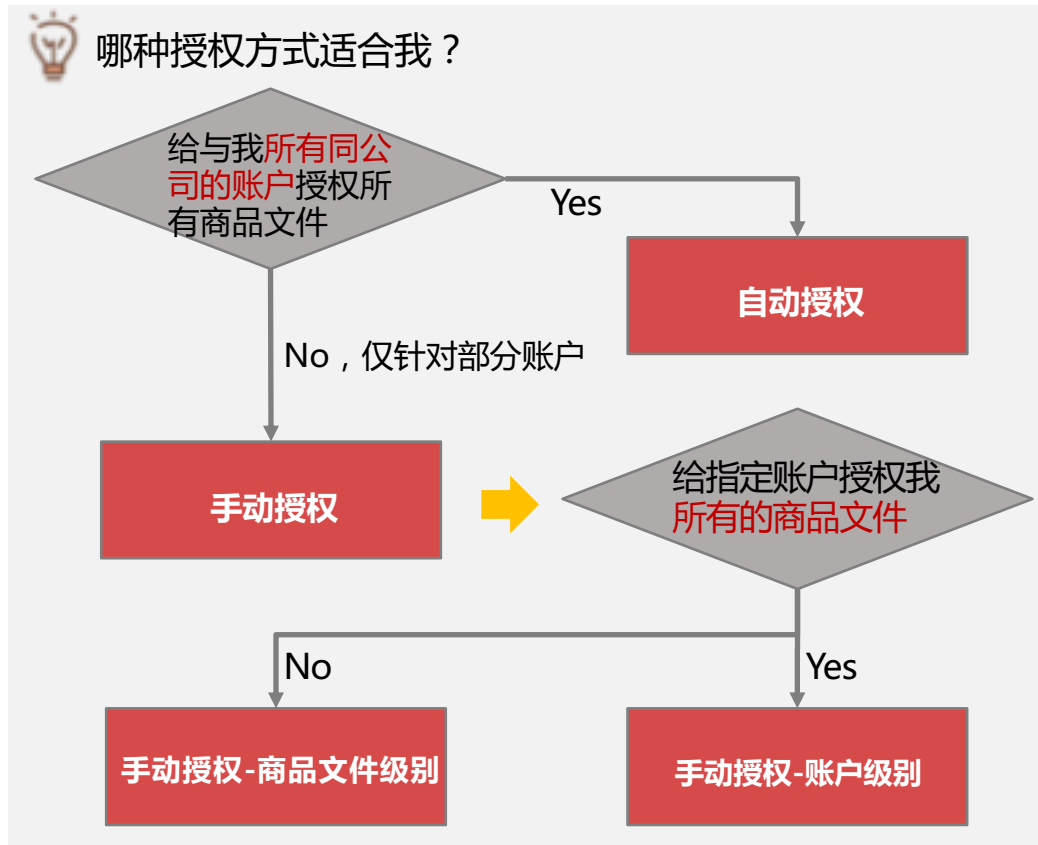 哪种授权方式适合我？
给与我所有同公
司的账户授权所
有商品文件
Yes
自动授权
No，仅针对部分账户
手动授权
给指定账户授权我
所有的商品文件
No
Yes
手动授权-商品文件级别
手动授权-账户级别